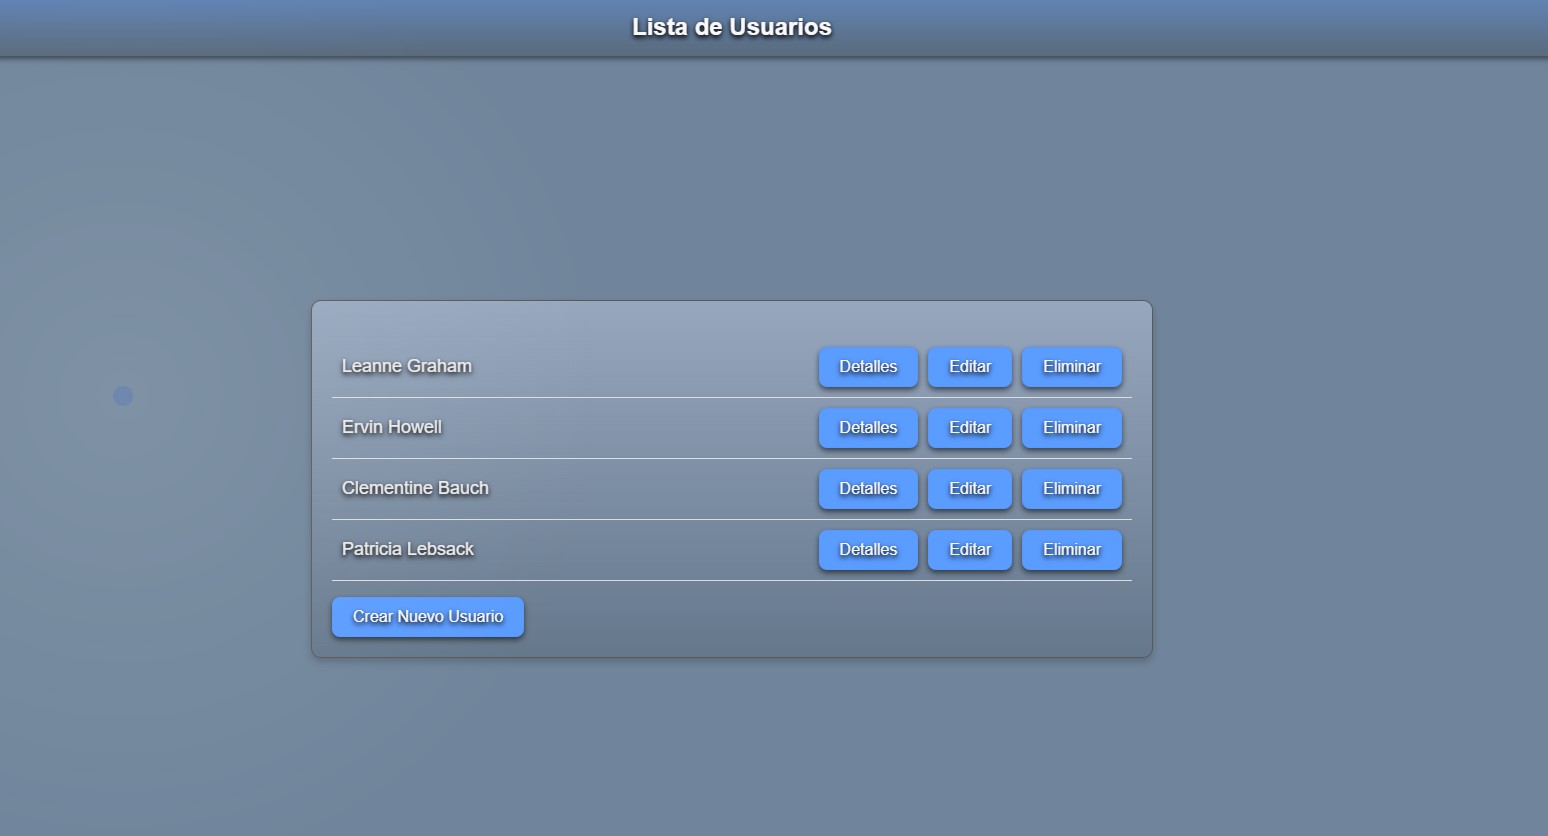 Lista de Usuarios
Leanne Graham Detalles Editar Eliminar
Ervin Howell Detalles Editar Eliminar
Clementine Bauch Detalles Editar Eliminar
Patricia Lebsack Detalles Editar Eliminar
Crear Nuevo Usuario